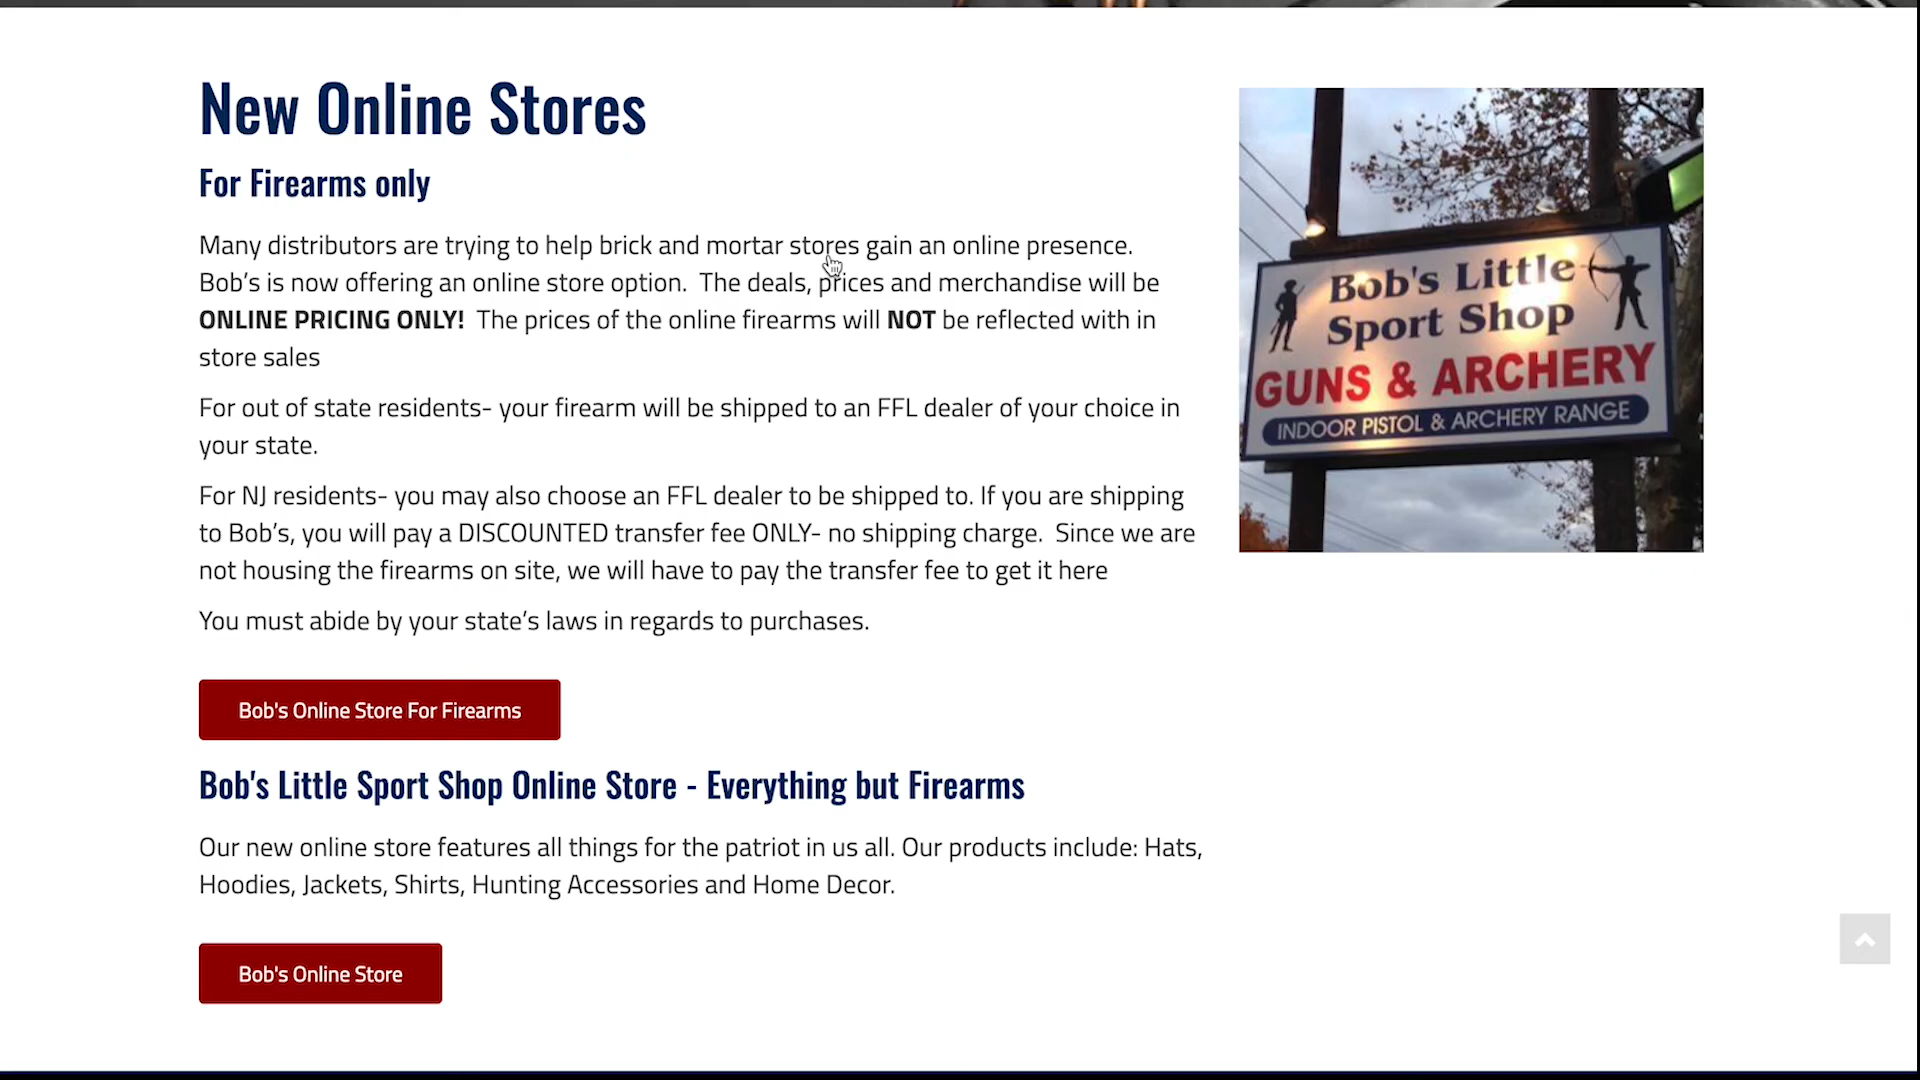 New Online Stores
For Firearms only
Many distributors are trying to help brick and mortar stores gain an online presence.
Bob’s is now offering an online store option.  The deals, prices and merchandise will be
ONLINE PRICING ONLY!  The prices of the online firearms will NOT be reflected with in
store sales
For out of state residents- your firearm will be shipped to an FFL dealer of your choice in
your state.
For NJ residents- you may also choose an FFL dealer to be shipped to. If you are shipping
to Bob’s, you will pay a DISCOUNTED transfer fee ONLY- no shipping charge.  Since we are
not housing the firearms on site, we will have to pay the transfer fee to get it here
You must abide by your state’s laws in regards to purchases.
Bob's Online Store For Firearms
Bob's Little Sport Shop Online Store - Everything but Firearms
Our new online store features all things for the patriot in us all. Our products include: Hats,
Hoodies, Jackets, Shirts, Hunting Accessories and Home Decor.
Bob's Online Store
Bob's Little
Sport Shop
GUNS & ARCHERY
INDOOR PISTOL & ARCHERY RANGE